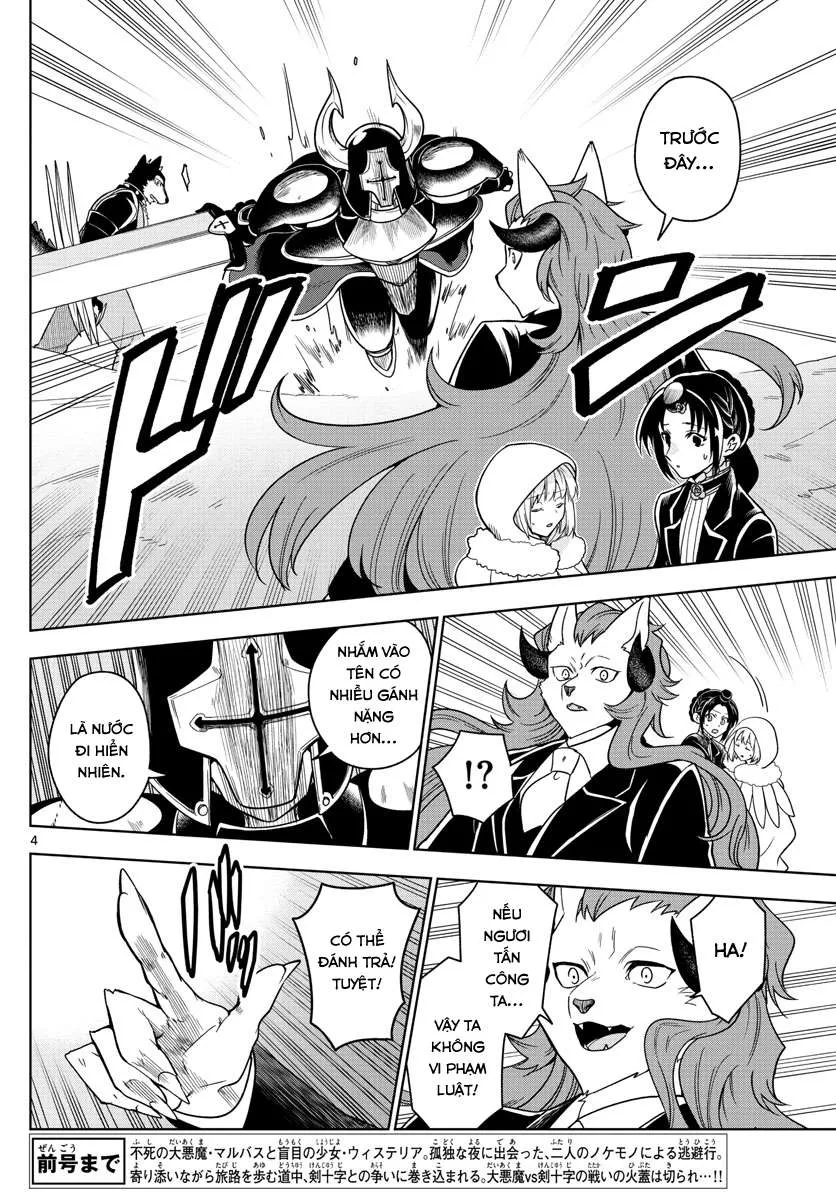 TRƯỚC
ĐÂY...
ドン
NHẮM VÀO
TÊN CÓ
NHIỀU GÁNH
NẶNG
HƠN...
LÀ NƯỚC
ĐI HIỂN
NHIÊN.
!?
4
HA!
NẾU
NGƯƠI
TẤN
CÔNG
TA...
VẬY TA
KHÔNG
VI PHẠM
LUẬT!
CÓ THỂ
ĐÁNH TRẢ!
TUYỆT!
前号まで
不死の大悪魔・マルバスと盲目の少女・ウィステリア。孤独な夜に出会った、二人のノケモノによる逃避行。
寄り添いながら旅路を歩む道中、剣十字との争いに巻き込まれる。大悪魔vs剣十字の戦いの火蓋は切られ…!!